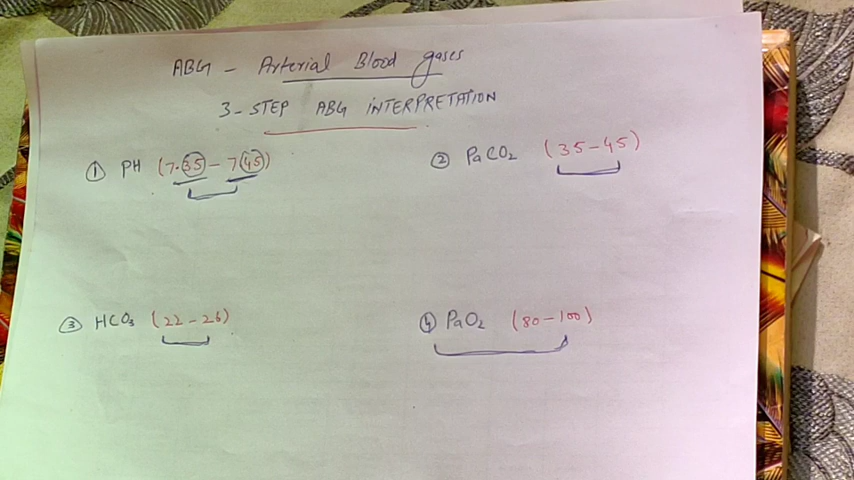 ABG - Arterial Blood gases
3-STEP ABG INTERPRETATION
① PH (7.35-7.45)
② PaCO₂ (35-45)
③ HCO₃ (22-26)
④ PaO₂ (80-100)